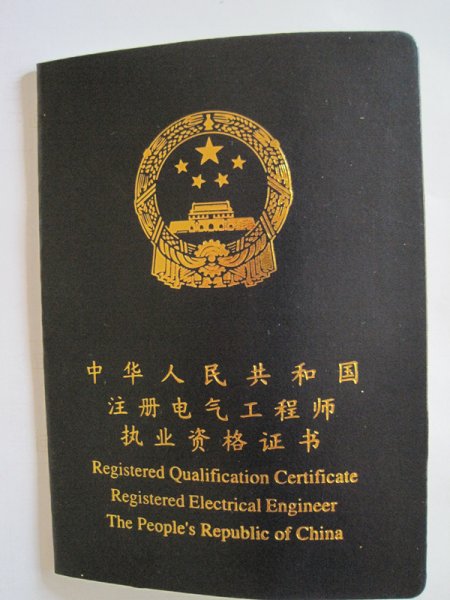 中华人民共和国
注册电气工程师
执业资格证书
Registered Qualification Certificate
Registered Electrical Engineer
The People's Republic of China